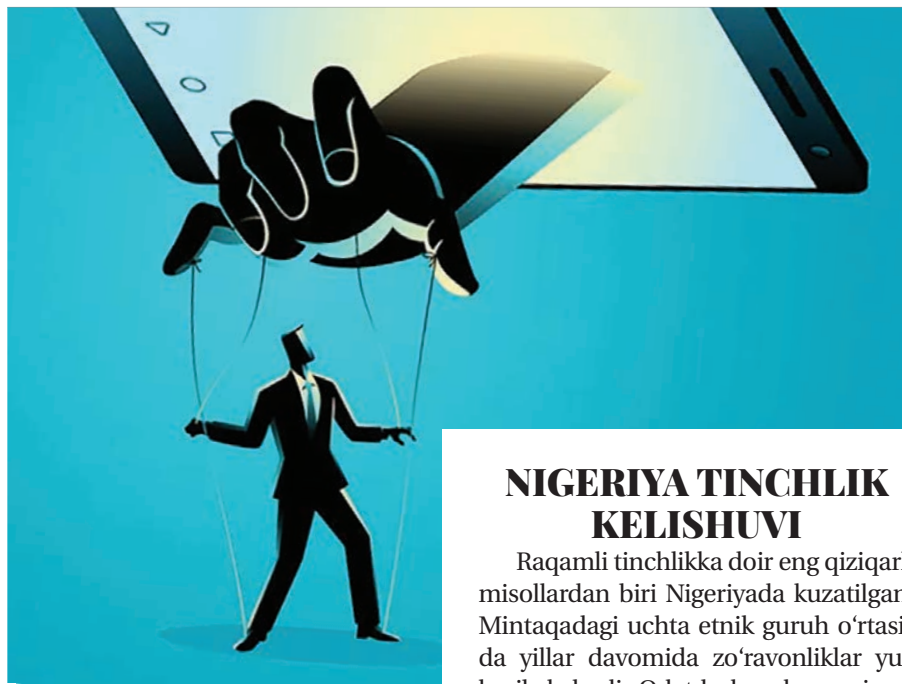 NIGERIYA TINCHLIK
KELISHUVI
Raqamli tinchlikka doir eng
misollardan biri Nigeriyada kuzatilgan
Mintaqadagi uchta etnik guruh o‘rtasi
da yillar davomida zo‘ravonliklar yu